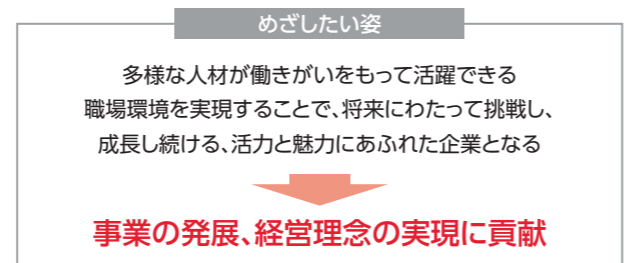 めざしたい姿
多様な人材が働きがいをもって活躍できる
職場環境を実現することで、将来にわたって挑戦し、
成長し続ける、活力と魅力にあふれた企業となる
事業の発展、経営理念の実現に貢献